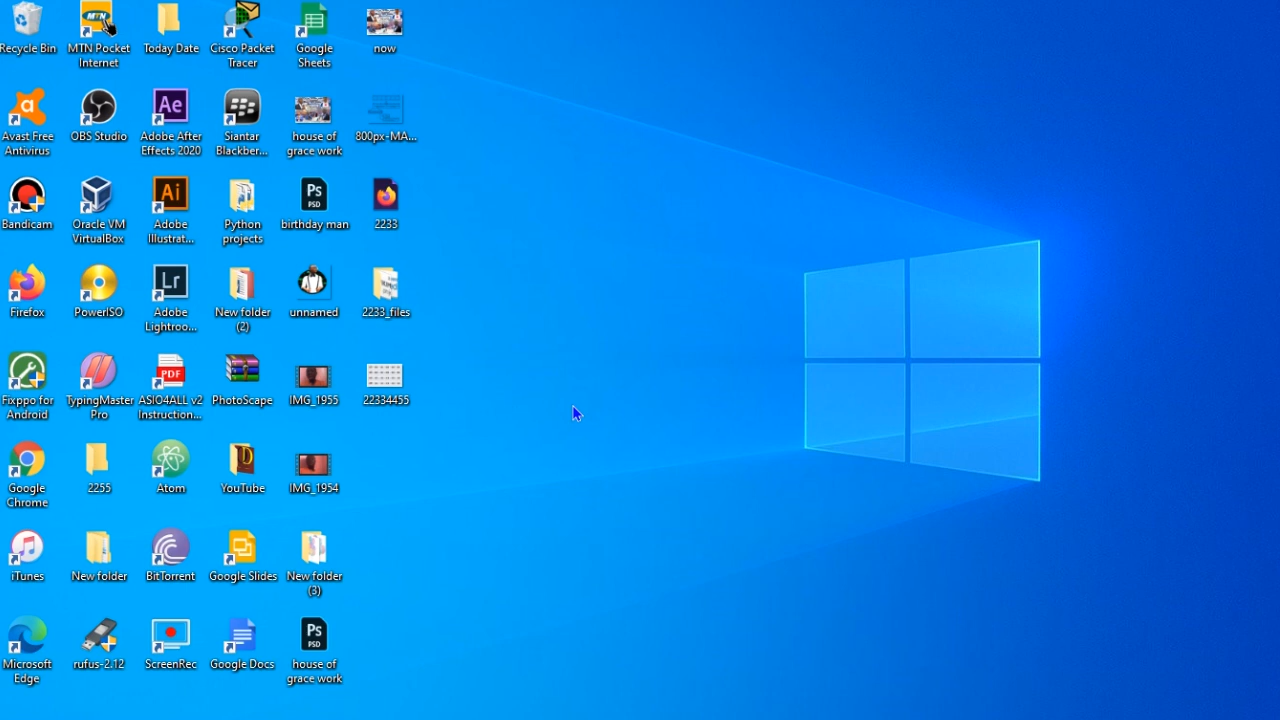 Recycle Bin
MTN Pocket
Internet
Today Date
Cisco Packet
Tracer
Google
Sheets
now
Avast Free
Antivirus
OBS Studio
Adobe After
Effects 2020
Siantar
Blackber...
house of
grace work
800px-MA...
Bandicam
Oracle VM
VirtualBox
Adobe
Illustrat...
Python
projects
birthday man
2233
Firefox
PowerISO
Adobe
Lightroo...
New folder
(2)
unnamed
2233_files
Fixppo for
Android
TypingMaster
Pro
ASIO4ALL v2
Instruction...
PhotoScape
IMG_1955
22334455
Google
Chrome
2255
Atom
YouTube
IMG_1954
iTunes
New folder
BitTorrent
Google Slides
New folder
(3)
Microsoft
Edge
rufus-2.12
ScreenRec
Google Docs
house of
grace work